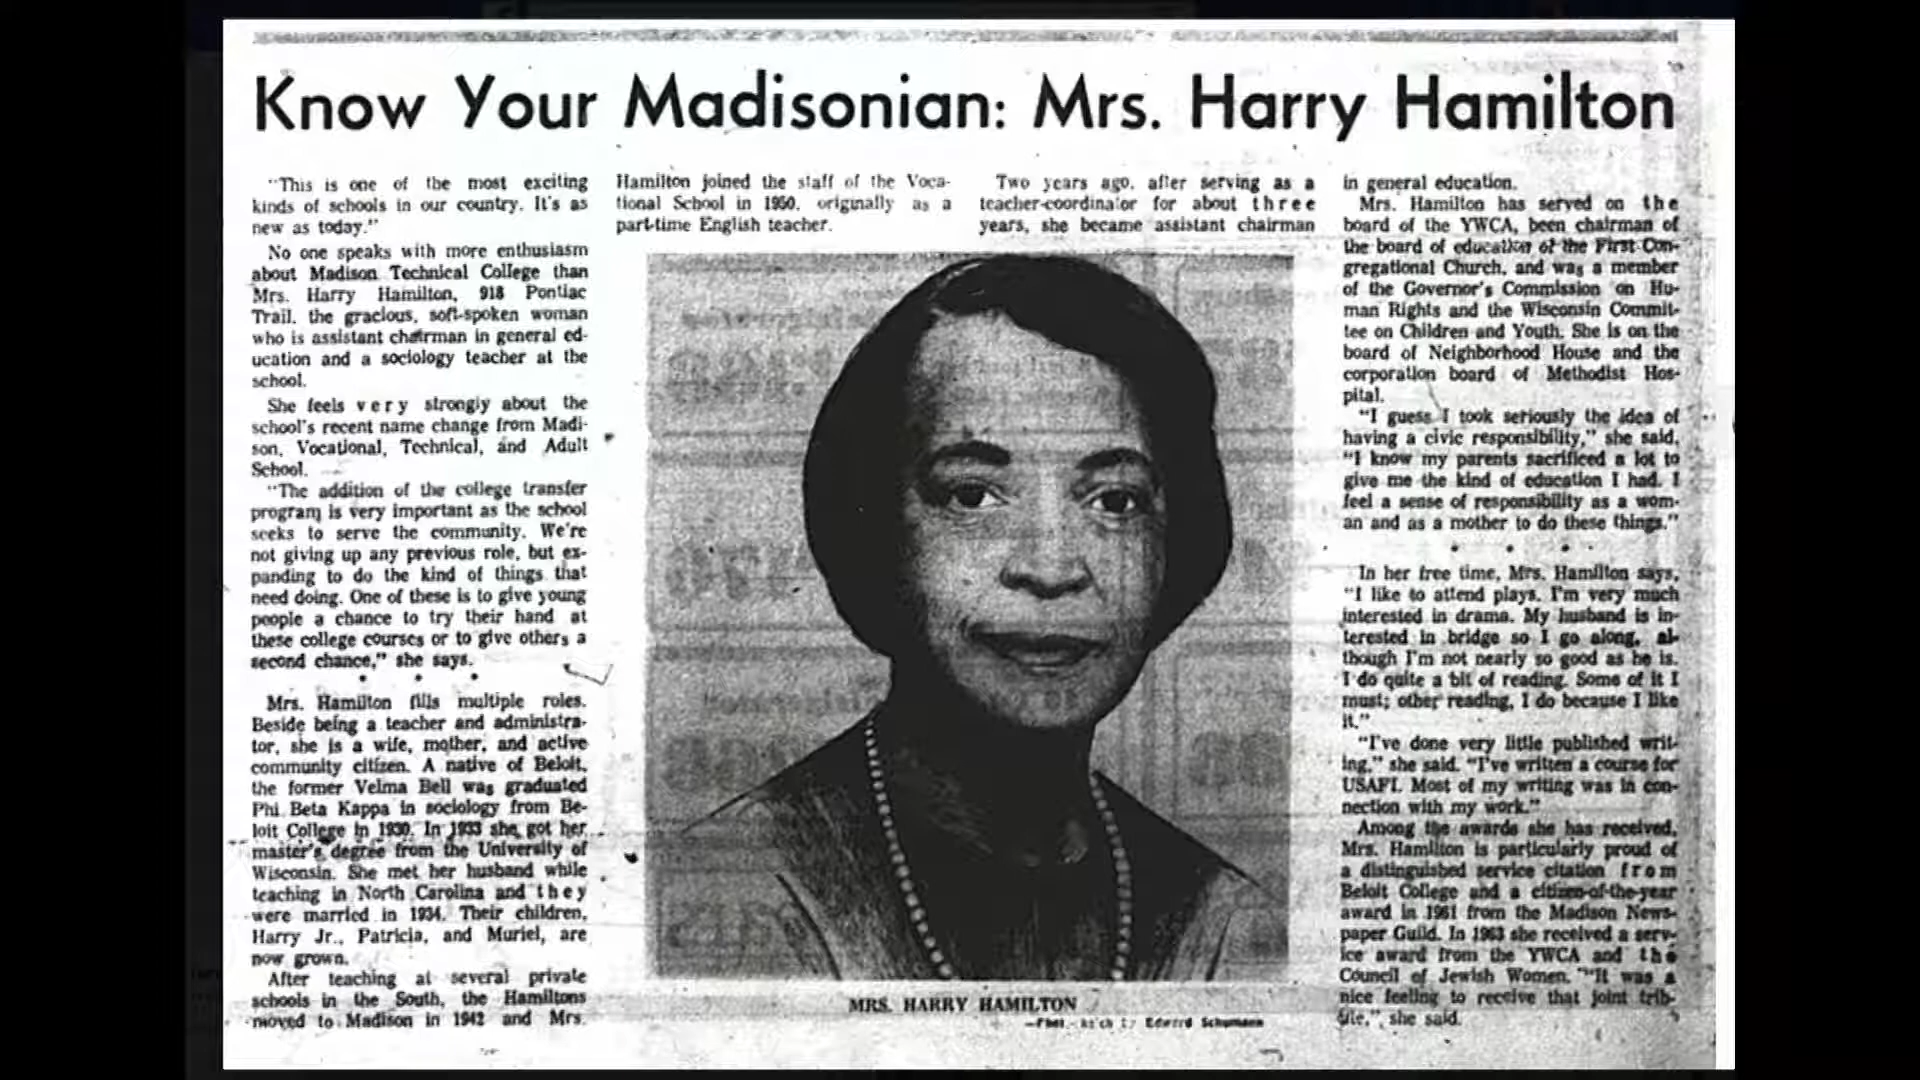 Know Your Madisonian: Mrs. Harry Hamilton
"This is one of the most exciting
kinds of schools in our country. It's as
new as today."
No one speaks with more enthusiasm
about Madison Technical College than
Mrs. Harry Hamilton, 918 Pontiac
Trail. the gracious, soft-spoken woman
who is assistant chairman in general ed-
ucation and a sociology teacher at the
school.
She feels very strongly about the
school's recent name change from Madi-
son, Vocational, Technical, and Adult
School.
"The addition of the college transfer
program is very important as the school
seeks to serve the community. We're
not giving up any previous role, but ex-
panding to do the kind of things that
need doing. One of these is to give young
people a chance to try their hand at
these college courses or to give others a
second chance," she says.
Mrs. Hamilton fills multiple roles.
Beside being a teacher and administra-
tor, she is a wife, mother, and active
community citizen. A native of Beloit,
the former Velma Bell was graduated
Phi Beta Kappa in sociology from Be-
loit College in 1930. In 1933 she got her
master's degree from the University of
Wisconsin. She met her husband while
teaching in North Carolina and they
were married in 1934. Their children,
Harry Jr., Patricia, and Muriel, are
now grown.
After teaching at several private
schools in the South, the Hamiltons
moved to Madison in 1942 and Mrs.
Hamilton joined the staff of the Voca-
tional School in 1950, originally as a
part-time English teacher.
Two years ago, after serving as a
teacher-coordinator for about three
years, she became assistant chairman
in general education.
Mrs. Hamilton has served on the
board of the YWCA, been chairman of
the board of education of the First Con-
gregational Church, and was a member
of the Governor's Commission on Hu-
man Rights and the Wisconsin Commit-
tee on Children and Youth. She is on the
board of Neighborhood House and the
corporation board of Methodist Hos-
pital.
"I guess I took seriously the idea of
having a civic responsibility," she said.
"I know my parents sacrificed a lot to
give me the kind of education I had. I
feel a sense of responsibility as a wom-
an and as a mother to do these things."
In her free time, Mrs. Hamilton says,
"I like to attend plays. I'm very much
interested in drama. My husband is in-
terested in bridge so I go along, al-
though I'm not nearly so good as he is.
I do quite a bit of reading. Some of it I
must; other reading, I do because I like
it."
"I've done very little published writ-
ing," she said. "I've written a course for
USAFI. Most of my writing was in con-
nection with my work."
Among the awards she has received,
Mrs. Hamilton is particularly proud of
a distinguished service citation from
Beloit College and a citizen-of-the-year
award in 1961 from the Madison News-
paper Guild. In 1963 she received a serv-
ice award from the YWCA and the
Council of Jewish Women. "It was a
nice feeling to receive that joint trib-
ute," she said.
MRS. HARRY HAMILTON
Edward Schumann